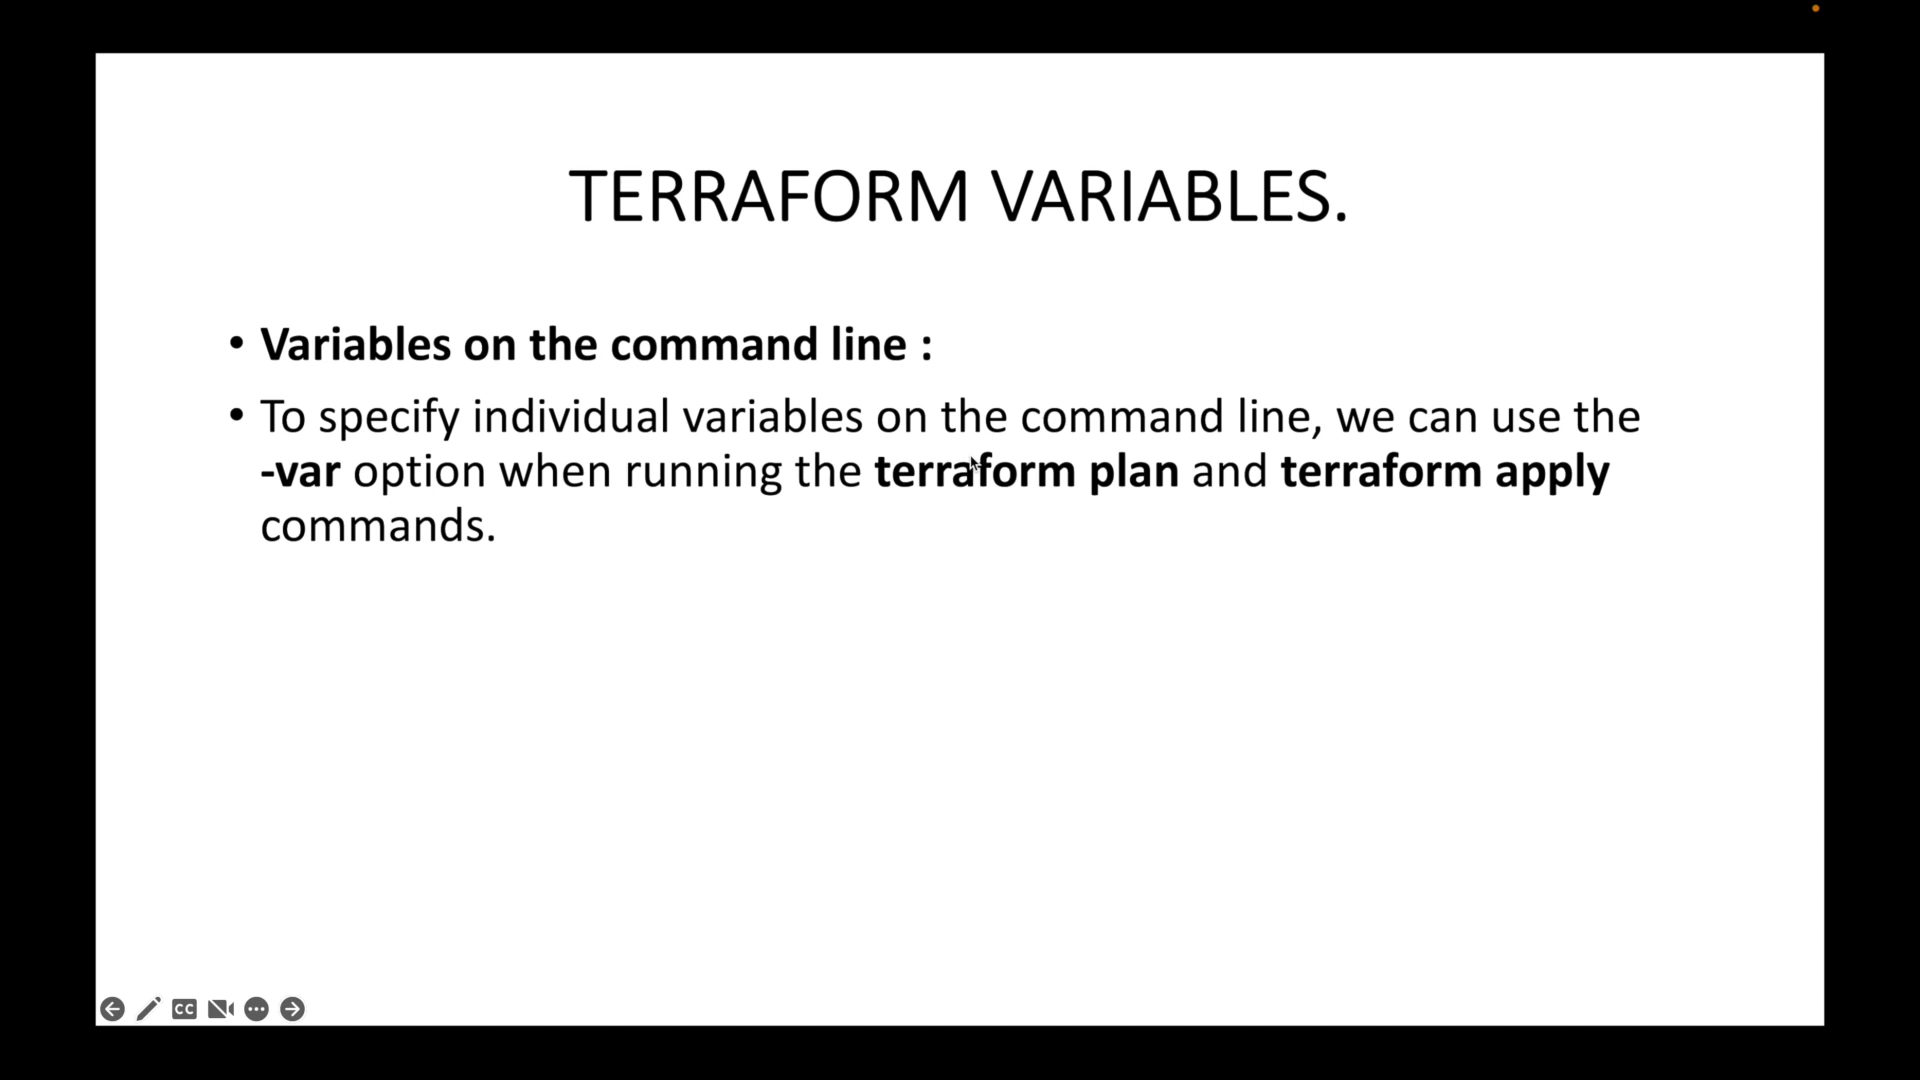 TERRAFORM VARIABLES.
• Variables on the command line :
• To specify individual variables on the command line, we can use the
-var option when running the terraform plan and terraform apply
commands.
CC